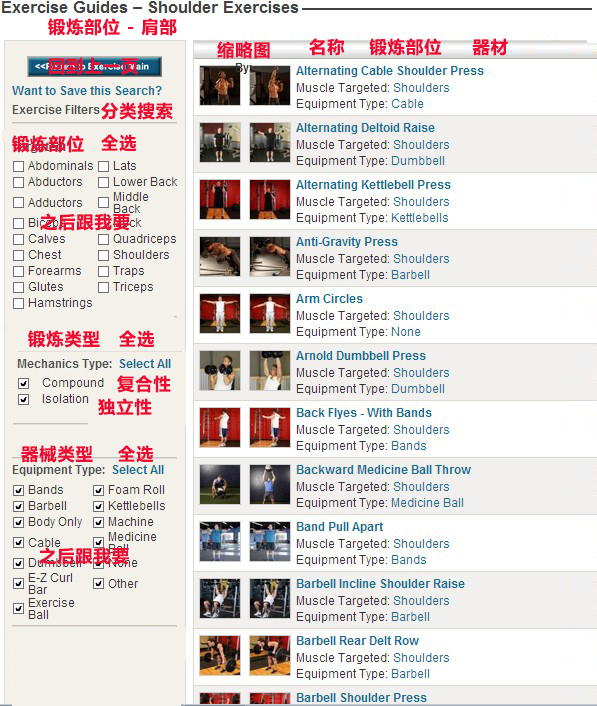 Exercise Guides – Shoulder Exercises
锻炼部位 - 肩部
缩略图 名称 锻炼部位 器材
回到上一页
By:
Want to Save this Search?
Exercise Filters 分类搜索
锻炼部位 全选
Abdominals Lats
Abductors Lower Back
Adductors Middle Back
之后跟我要
Calves Quadriceps
Chest Shoulders
Forearms Traps
Glutes Triceps
Hamstrings
锻炼类型 全选
Mechanics Type: Select All
Compound 复合性
Isolation 独立性
器械类型 全选
Equipment Type: Select All
Bands Foam Roll
Barbell Kettlebells
Body Only Machine
Cable Medicine Ball
Dumbbell None
之后跟我要
E-Z Curl Bar Other
Exercise Ball
Alternating Cable Shoulder Press
Muscle Targeted: Shoulders
Equipment Type: Cable
Alternating Deltoid Raise
Muscle Targeted: Shoulders
Equipment Type: Dumbbell
Alternating Kettlebell Press
Muscle Targeted: Shoulders
Equipment Type: Kettlebells
Anti-Gravity Press
Muscle Targeted: Shoulders
Equipment Type: Barbell
Arm Circles
Muscle Targeted: Shoulders
Equipment Type: None
Arnold Dumbbell Press
Muscle Targeted: Shoulders
Equipment Type: Dumbbell
Back Flyes - With Bands
Muscle Targeted: Shoulders
Equipment Type: Bands
Backward Medicine Ball Throw
Muscle Targeted: Shoulders
Equipment Type: Medicine Ball
Band Pull Apart
Muscle Targeted: Shoulders
Equipment Type: Bands
Barbell Incline Shoulder Raise
Muscle Targeted: Shoulders
Equipment Type: Barbell
Barbell Rear Delt Row
Muscle Targeted: Shoulders
Equipment Type: Barbell
Barbell Shoulder Press